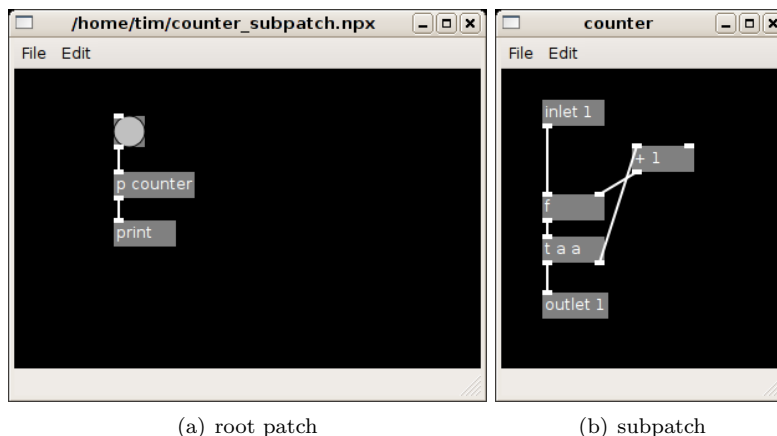 /home/tim/counter_subpatch.npx
File Edit
p counter
print
(a) root patch
counter
File Edit
inlet 1
+ 1
f
t a a
outlet 1
(b) subpatch